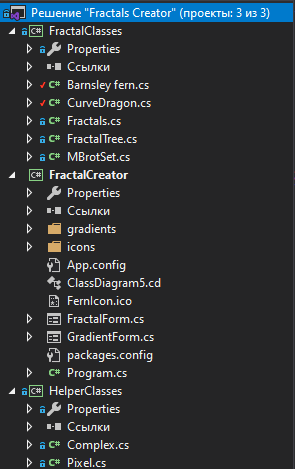 Решение "Fractals Creator" (проекты: 3 из 3)
FractalClasses
Properties
Ссылки
Barnsley fern.cs
CurveDragon.cs
Fractals.cs
FractalTree.cs
MBrotSet.cs
FractalCreator
Properties
Ссылки
gradients
icons
App.config
ClassDiagram5.cd
FernIcon.ico
FractalForm.cs
GradientForm.cs
packages.config
Program.cs
HelperClasses
Properties
Ссылки
Complex.cs
Pixel.cs